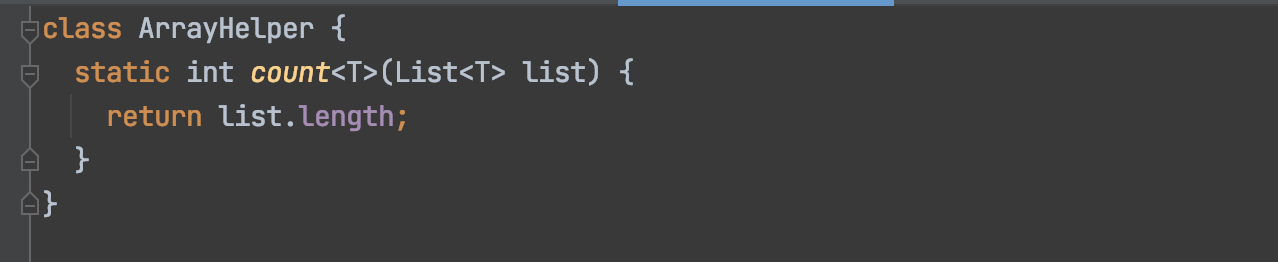 class ArrayHelper {
  static int count<T>(List<T> list) {
    return list.length;
  }
}